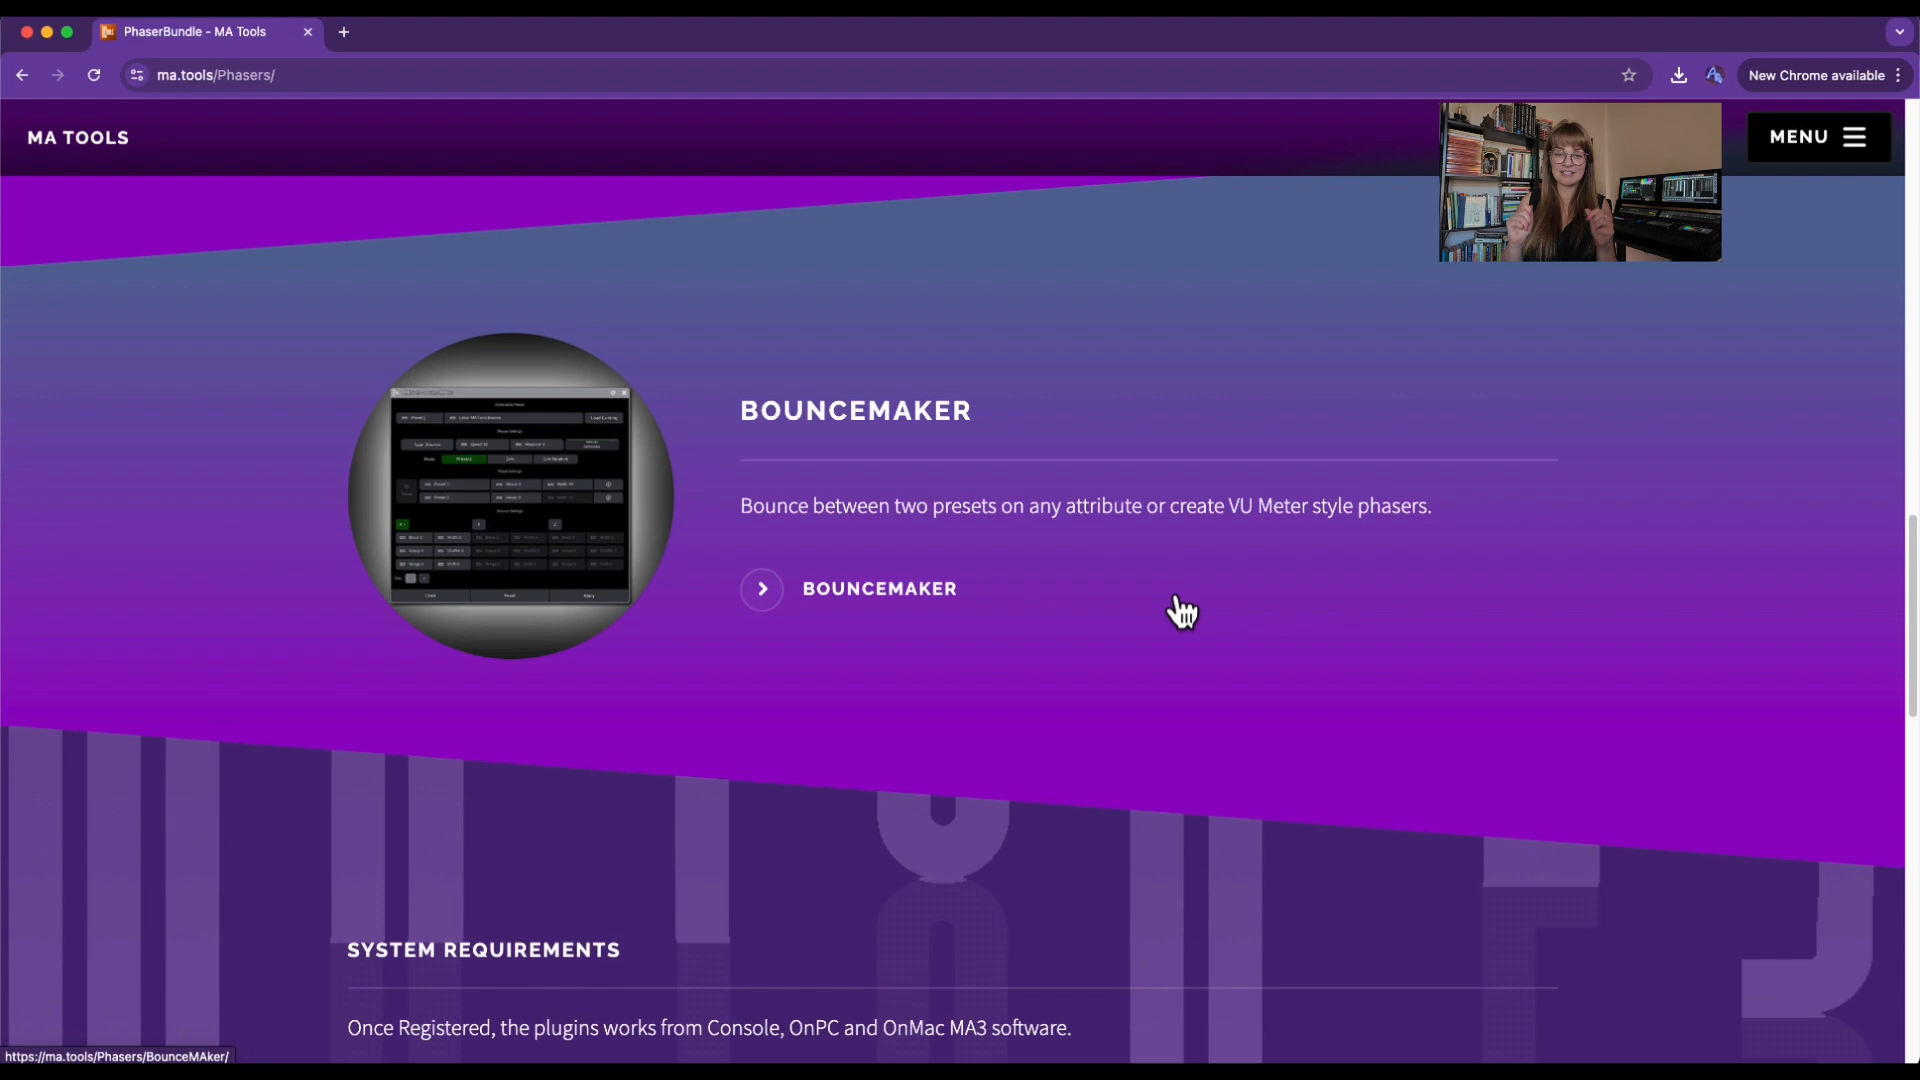 PhaserBundle - MA Tools
ma.tools/Phasers/
New Chrome available
MA TOOLS
MENU
BOUNCEMAKER
Bounce between two presets on any attribute or create VU Meter style phasers.
BOUNCEMAKER
SYSTEM REQUIREMENTS
Once Registered, the plugins works from Console, OnPC and OnMac MA3 software.
https://ma.tools/Phasers/BounceMAker/